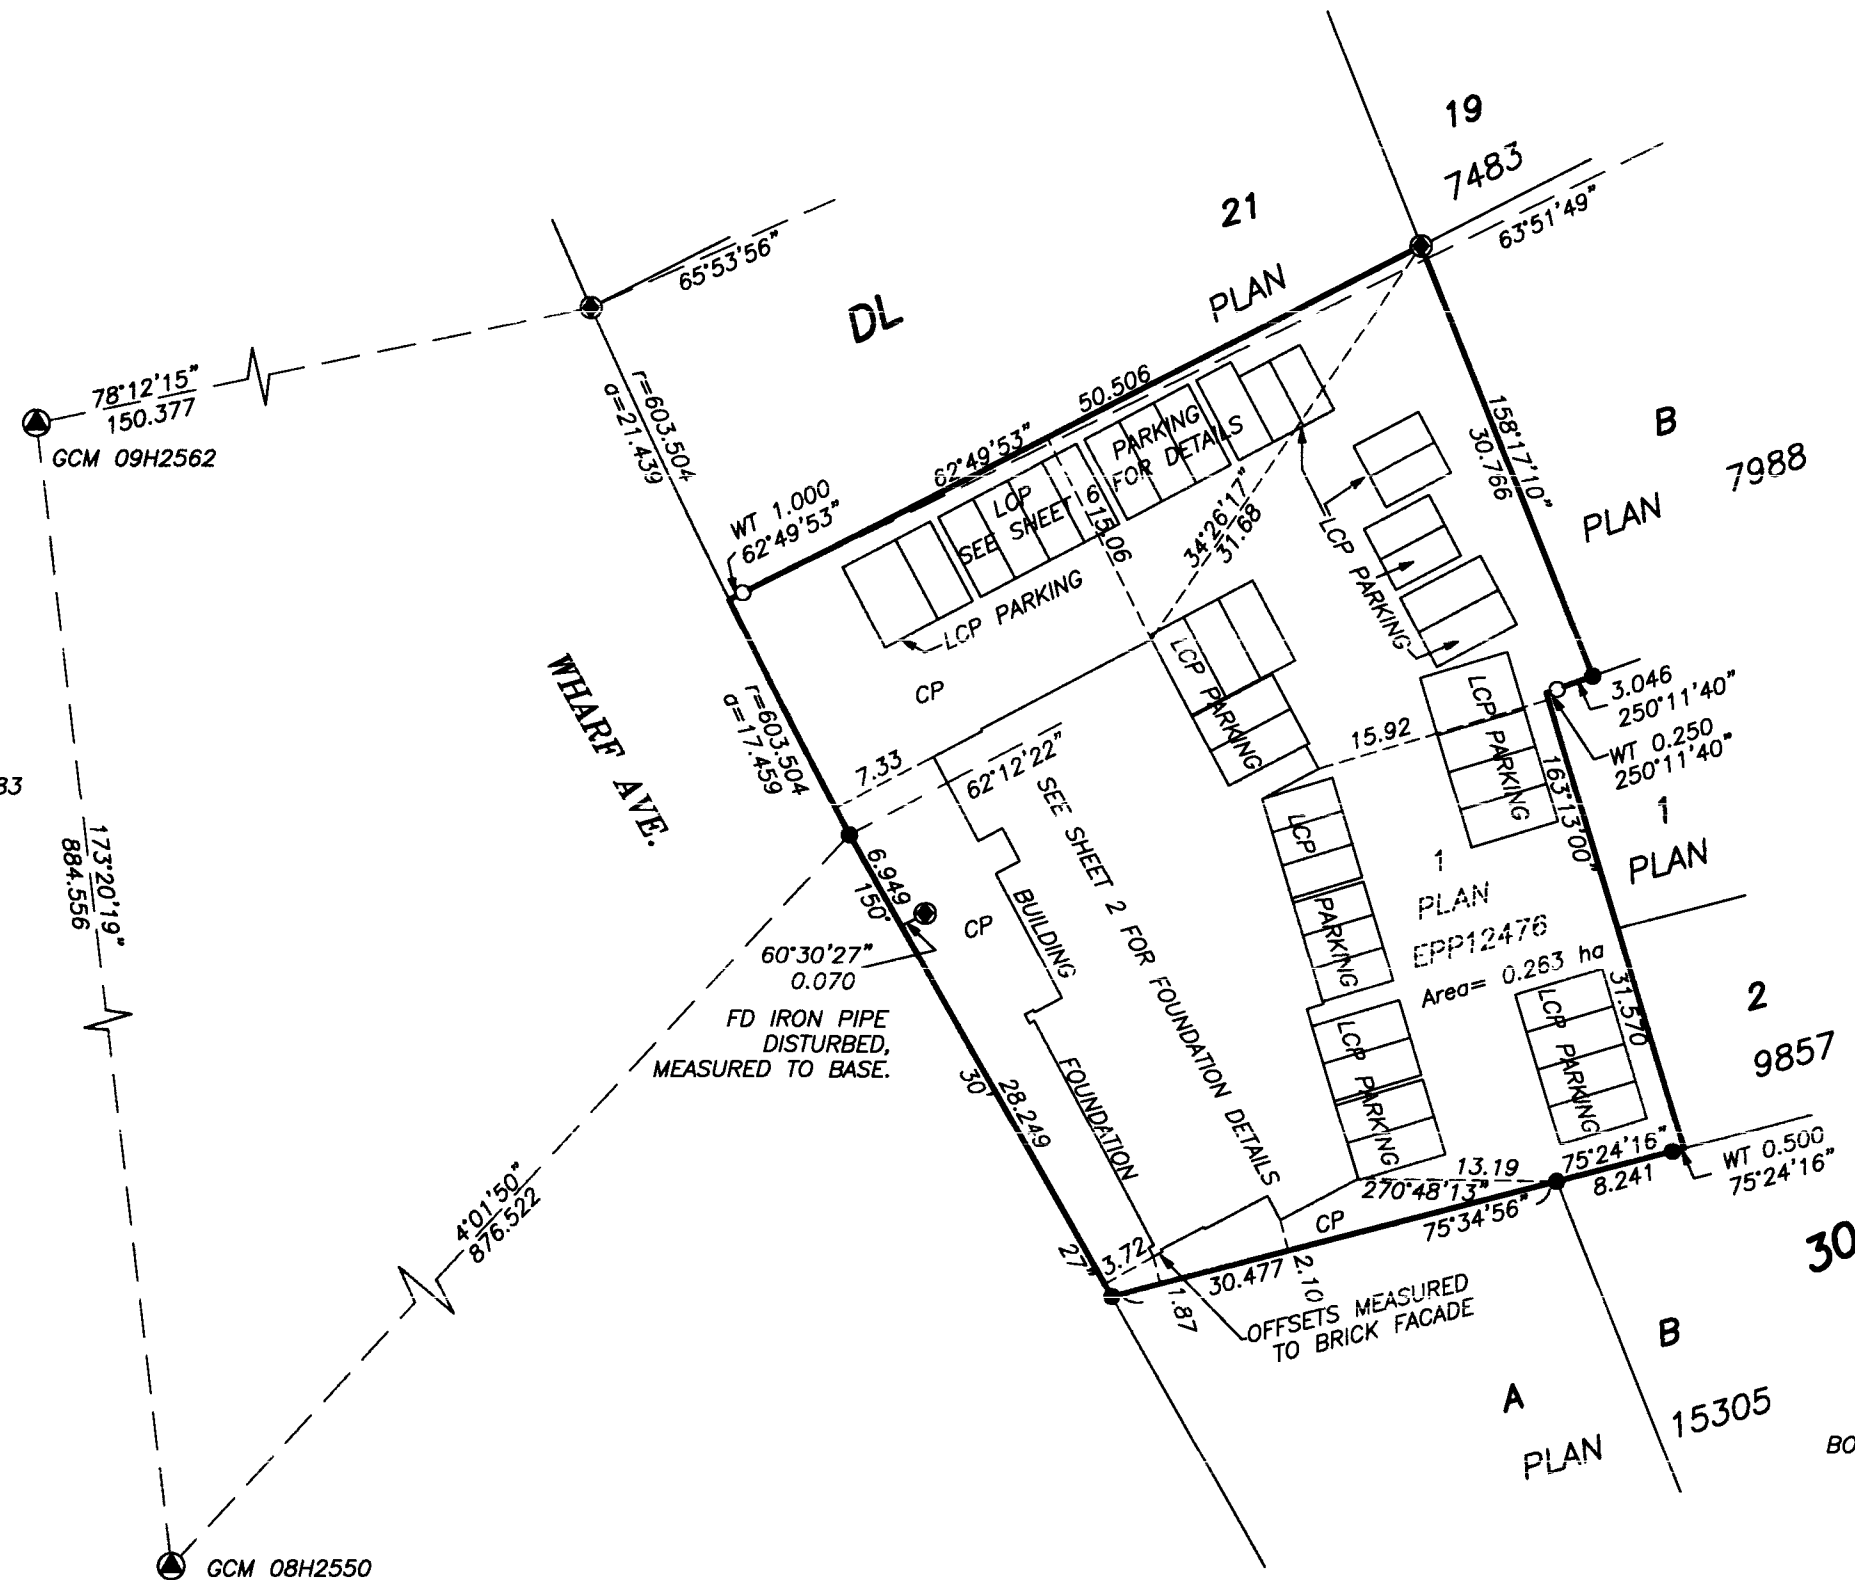 19
7483
63°51'49"
21
PLAN
65°53'56"
DL
78°12'15"
150.377
GCM 09H2562
r=603.504
a=21.439
50.506
62°49'53"
WT 1.000
62°49'53"
LCP PARKING
SEE SHEET 6 FOR DETAILS
15.06
34°26'17"
31.68
158°17'10"
30.766
B
PLAN
7988
LCP PARKING
LCP PARKING
CP
LCP PARKING
WHARF AVE.
r=603.504
a=17.459
7.33
62°12'22"
15.92
LCP PARKING
3.046
250°11'40"
WT 0.250
250°11'40"
163°13'00"
31.570
1
PLAN
83
173°20'19"
884.556
6.949
150°
30'
27"
28.249
60°30'27"
0.070
FD IRON PIPE
DISTURBED,
MEASURED TO BASE.
CP
BUILDING
FOUNDATION
SEE SHEET 2 FOR FOUNDATION DETAILS
LCP PARKING
1
PLAN
EPP12476
Area= 0.263 ha
LCP PARKING
LCP PARKING
2
9857
4°01'50"
876.522
13.19
270°48'13"
75°34'56"
75°24'16"
8.241
WT 0.500
75°24'16"
CP
3.72
1.87
30.477
2.10
OFFSETS MEASURED
TO BRICK FACADE
30
B
A
PLAN
15305
BO
GCM 08H2550